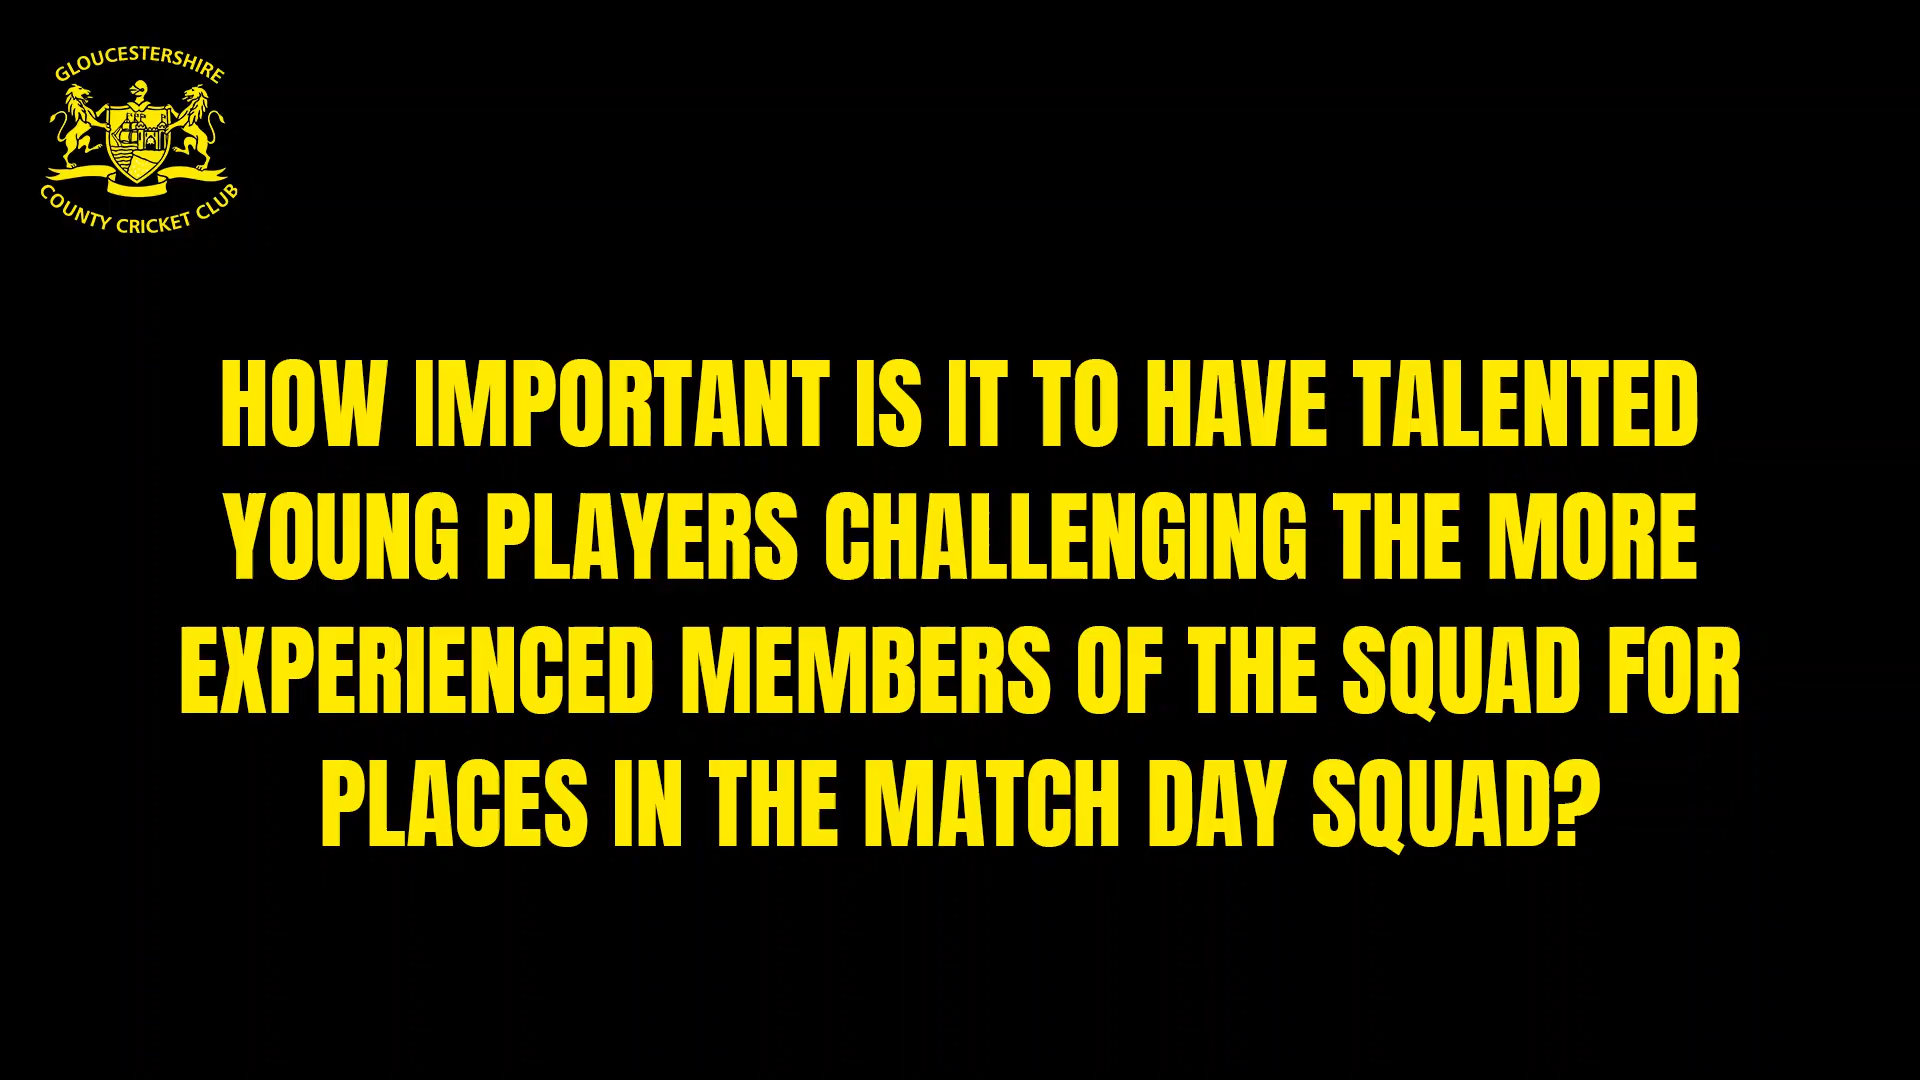 GLOUCESTERSHIRE
COUNTY CRICKET CLUB
HOW IMPORTANT IS IT TO HAVE TALENTED
YOUNG PLAYERS CHALLENGING THE MORE
EXPERIENCED MEMBERS OF THE SQUAD FOR
PLACES IN THE MATCH DAY SQUAD?